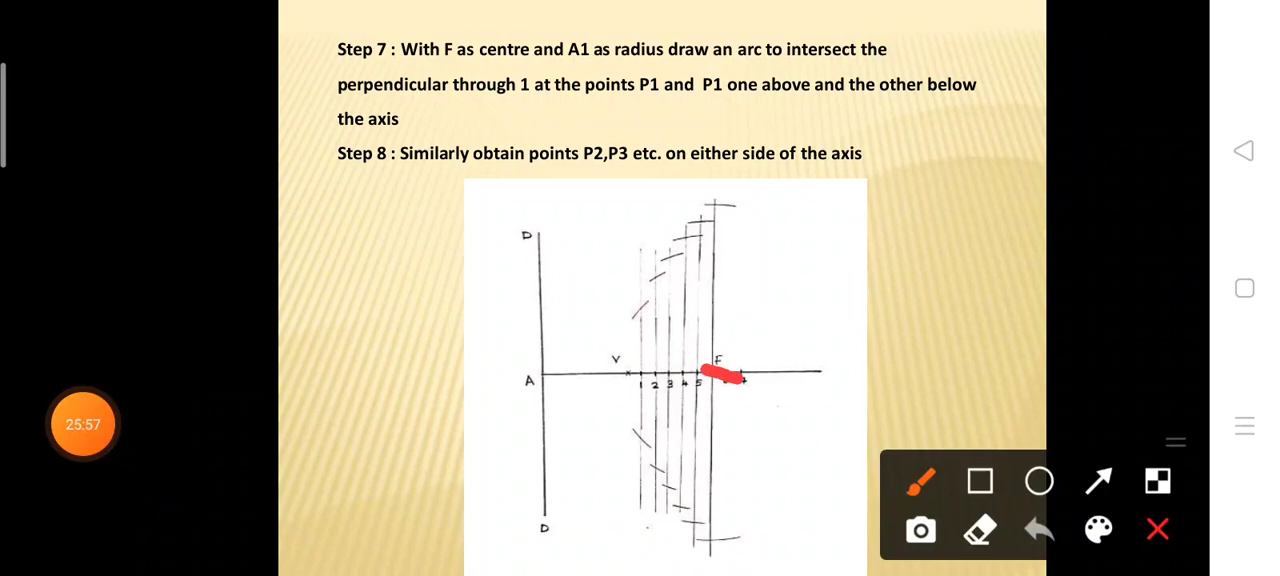 Step 7 : With F as centre and A1 as radius draw an arc to intersect the
perpendicular through 1 at the points P1 and P1 one above and the other below
the axis
Step 8 : Similarly obtain points P2,P3 etc. on either side of the axis
D
V
F
A
1 2 3 4 5
D
25:57